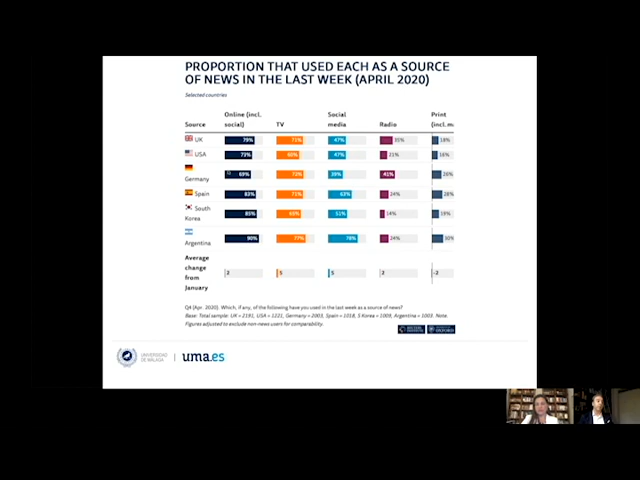 PROPORTION THAT USED EACH AS A SOURCE
OF NEWS IN THE LAST WEEK (APRIL 2020)
Selected countries
Source Online (incl. social) TV Social media Radio Print (incl. m
UK 79% 71% 47% 35% 18%
USA 73% 60% 47% 21% 16%
Germany 69% 72% 39% 41% 26%
Spain 83% 71% 63% 24% 28%
South Korea 85% 65% 51% 14% 19%
Argentina 90% 77% 78% 24% 30%
Average change from January 2 5 5 2 -2
Q4 (Apr. 2020). Which, if any, of the following have you used in the last week as a source of news?
Base: Total sample: UK = 2191, USA = 1221, Germany = 2003, Spain = 1018, S Korea = 1009, Argentina = 1003. Note.
Figures adjusted to exclude non-news users for comparability.
UNIVERSIDAD
DE MÁLAGA
uma.es